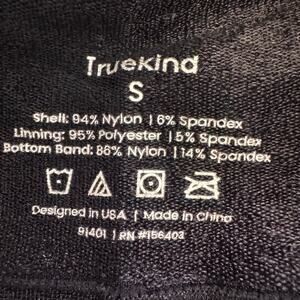 Truekind
S
Shell: 94% Nylon | 6% Spandex
Linning: 95% Polyester | 5% Spandex
Bottom Band: 86% Nylon | 14% Spandex
Designed in USA | Made in China
91401 | RN #156403